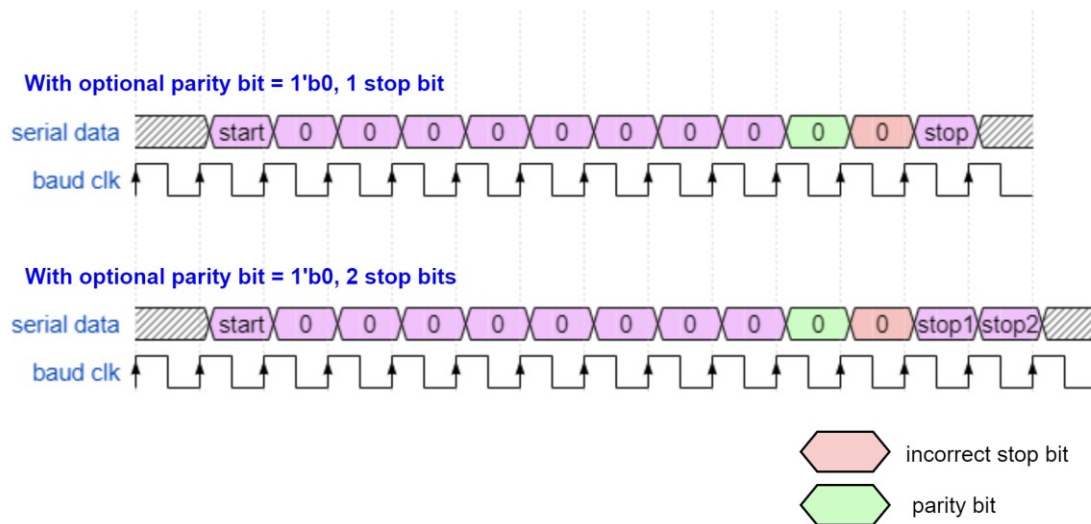 With optional parity bit = 1'b0, 1 stop bit
serial data start 0 0 0 0 0 0 0 0 0 0 stop
baud clk
With optional parity bit = 1'b0, 2 stop bits
serial data start 0 0 0 0 0 0 0 0 0 0 stop1 stop2
baud clk
incorrect stop bit
parity bit